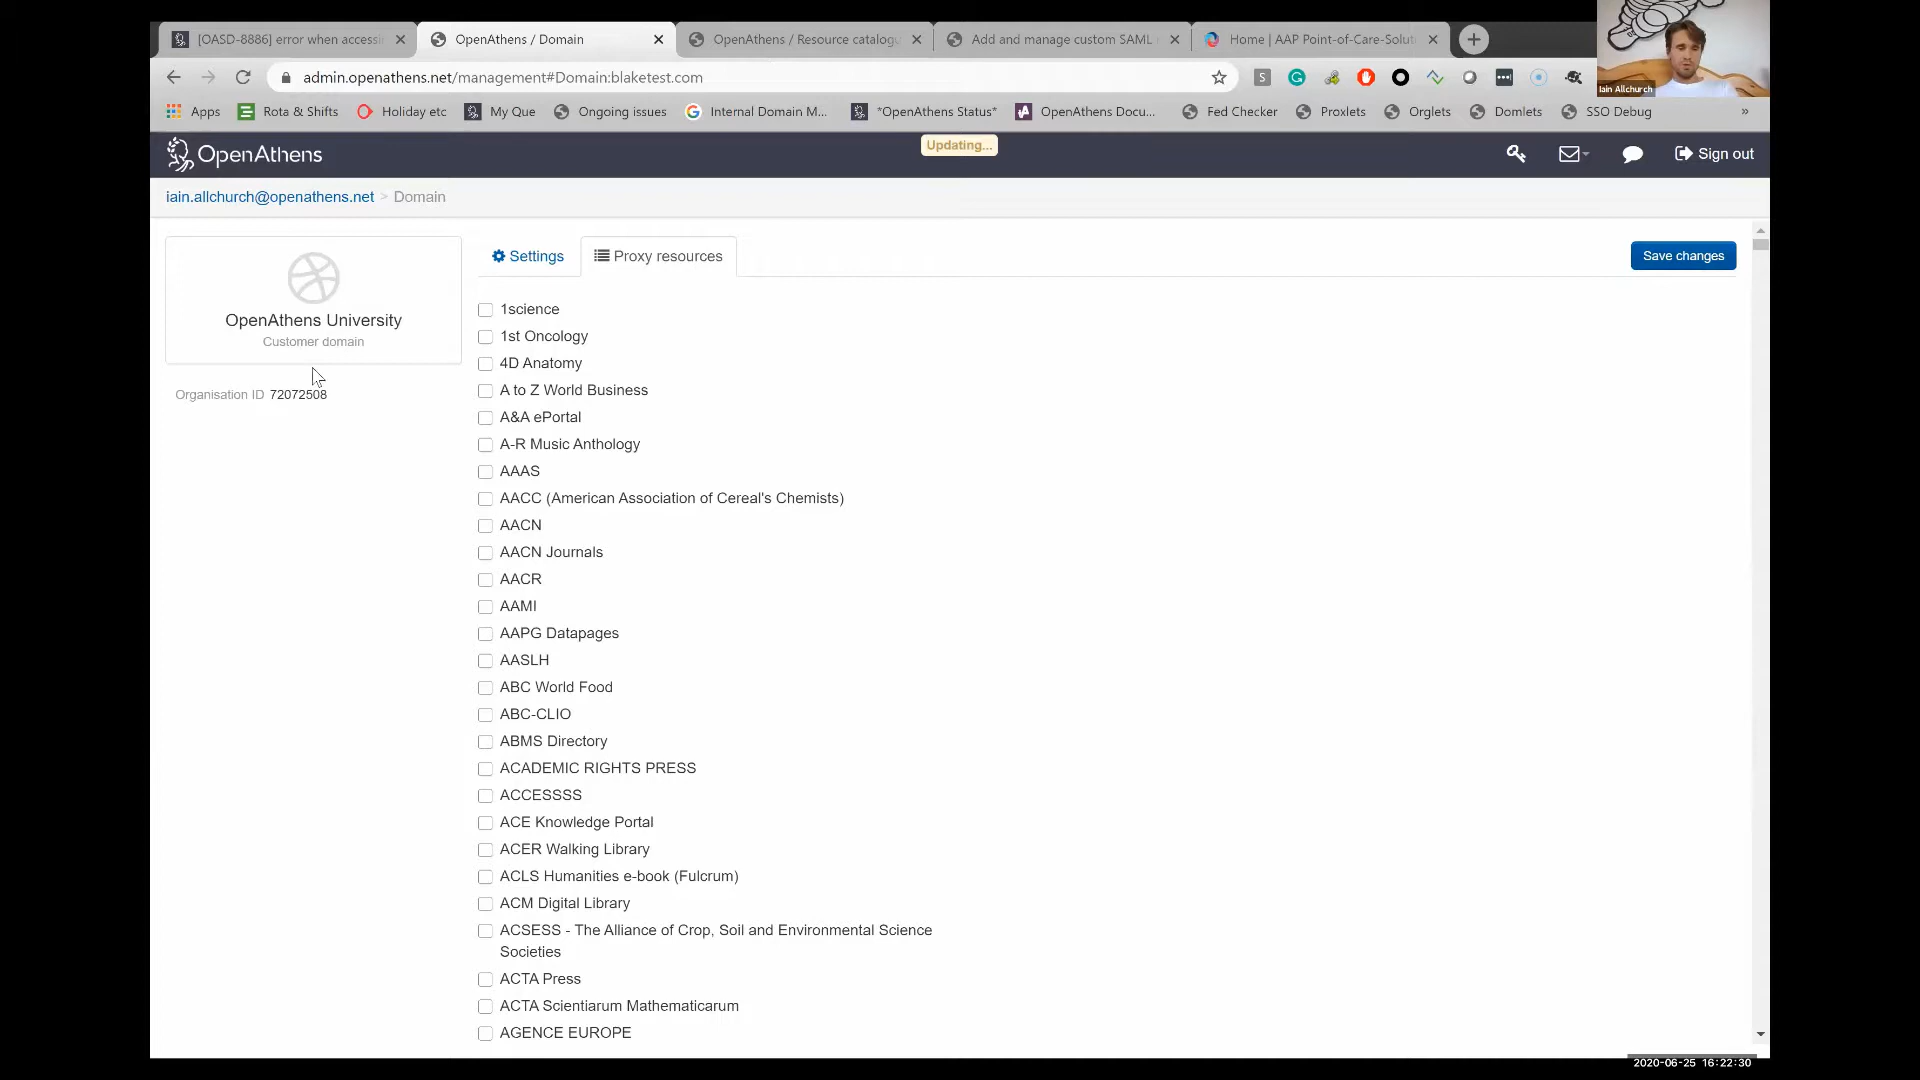 [OASD-8886] error when accessi
OpenAthens / Domain
OpenAthens / Resource catalogu
Add and manage custom SAML
Home | AAP Point-of-Care-Solut
admin.openathens.net/management#Domain:blaketest.com
Iain Allchurch
Apps
Rota & Shifts
Holiday etc
My Que
Ongoing issues
Internal Domain M...
*OpenAthens Status*
OpenAthens Docu...
Fed Checker
Proxlets
Orglets
Domlets
SSO Debug
»
OpenAthens
Updating...
Sign out
iain.allchurch@openathens.net > Domain
Settings
Proxy resources
Save changes
OpenAthens University
Customer domain
Organisation ID 72072508
1science
1st Oncology
4D Anatomy
A to Z World Business
A&A ePortal
A-R Music Anthology
AAAS
AACC (American Association of Cereal's Chemists)
AACN
AACN Journals
AACR
AAMI
AAPG Datapages
AASLH
ABC World Food
ABC-CLIO
ABMS Directory
ACADEMIC RIGHTS PRESS
ACCESSSS
ACE Knowledge Portal
ACER Walking Library
ACLS Humanities e-book (Fulcrum)
ACM Digital Library
ACSESS - The Alliance of Crop, Soil and Environmental Science
Societies
ACTA Press
ACTA Scientiarum Mathematicarum
AGENCE EUROPE
2020-06-25 16:22:30